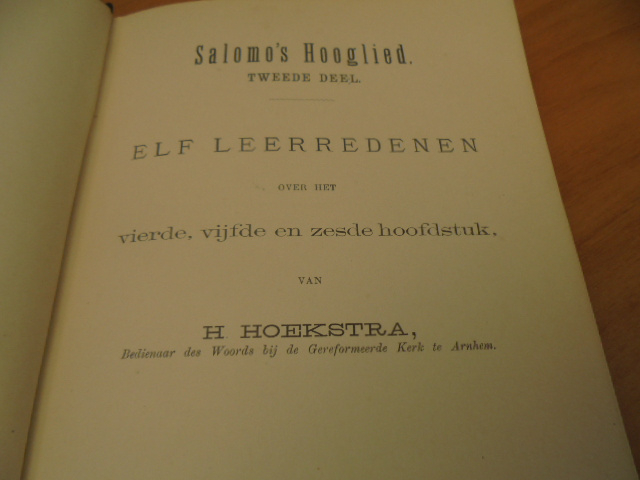 Salomo's Hooglied.
TWEEDE DEEL.
ELF LEERREDENEN
OVER HET
vierde, vijfde en zesde hoofdstuk,
VAN
H. HOEKSTRA,
Bedienaar des Woords bij de Gereformeerde Kerk te Arnhem.